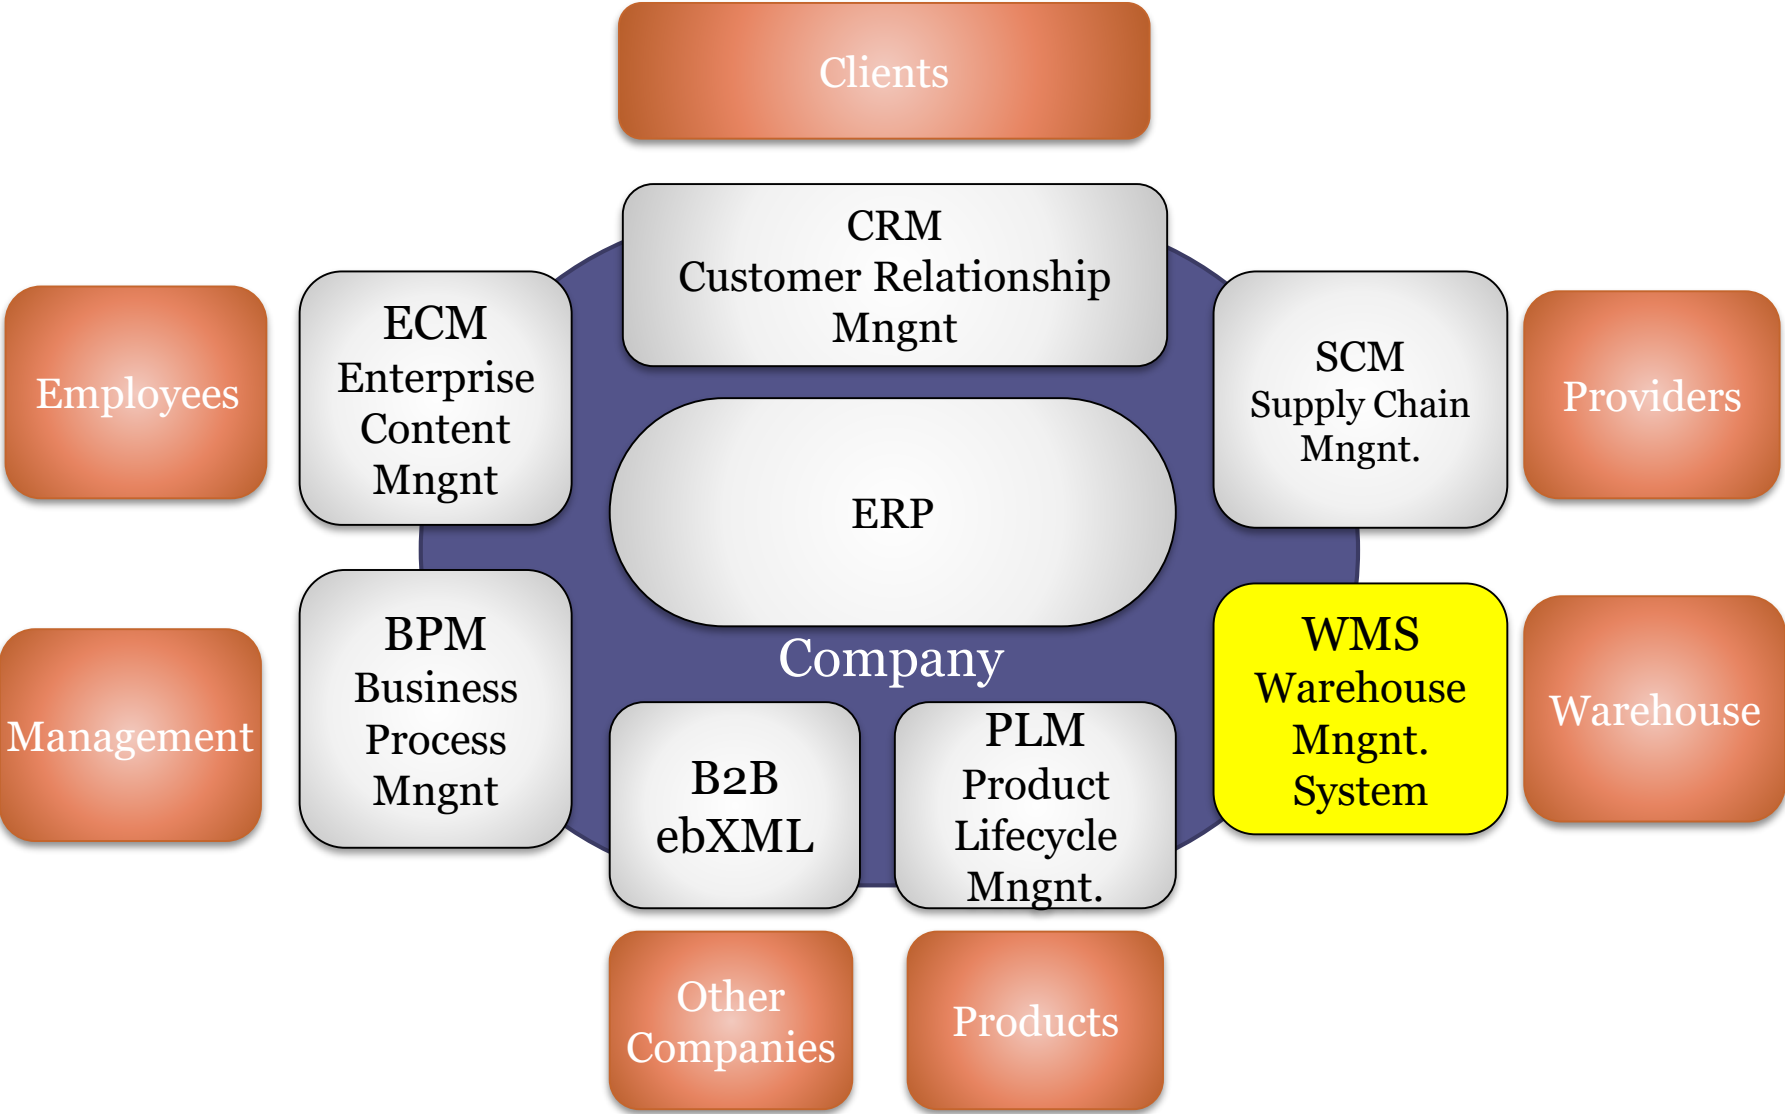 Clients
CRM
Customer Relationship
Mngnt
Employees
ECM
Enterprise
Content
Mngnt
SCM
Supply Chain
Mngnt.
Providers
ERP
Company
Management
BPM
Business
Process
Mngnt
B2B
ebXML
PLM
Product
Lifecycle
Mngnt.
WMS
Warehouse
Mngnt.
System
Warehouse
Other
Companies
Products